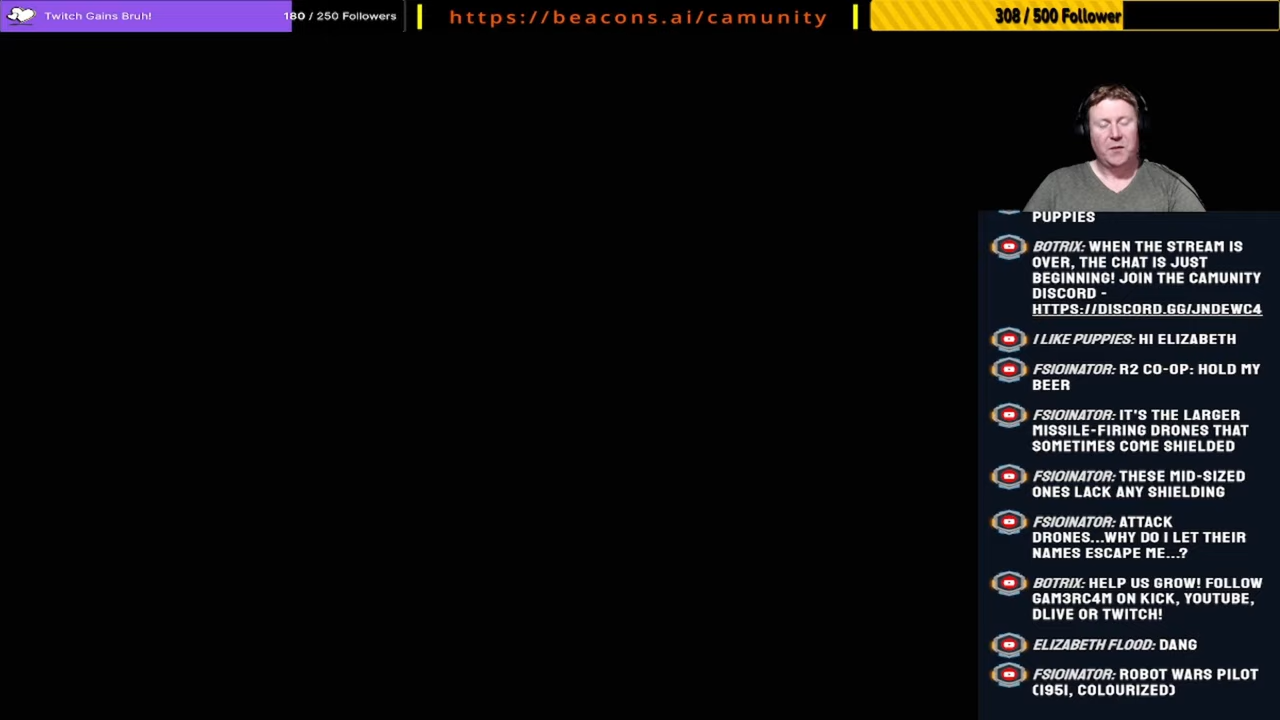 Twitch Gains Bruh!
180 / 250 Followers
https://beacons.ai/camunity
308 / 500 Follower
PUPPIES
BOTRIX: WHEN THE STREAM IS
OVER, THE CHAT IS JUST
BEGINNING! JOIN THE CAMUNITY
DISCORD -
HTTPS://DISCORD.GG/JNDEWC4
I LIKE PUPPIES: HI ELIZABETH
FSIOINATOR: R2 CO-OP: HOLD MY
BEER
FSIOINATOR: IT'S THE LARGER
MISSILE-FIRING DRONES THAT
SOMETIMES COME SHIELDED
FSIOINATOR: THESE MID-SIZED
ONES LACK ANY SHIELDING
FSIOINATOR: ATTACK
DRONES...WHY DO I LET THEIR
NAMES ESCAPE ME...?
BOTRIX: HELP US GROW! FOLLOW
GAM3RC4M ON KICK, YOUTUBE,
DLIVE OR TWITCH!
ELIZABETH FLOOD: DANG
FSIOINATOR: ROBOT WARS PILOT
(1951, COLOURIZED)